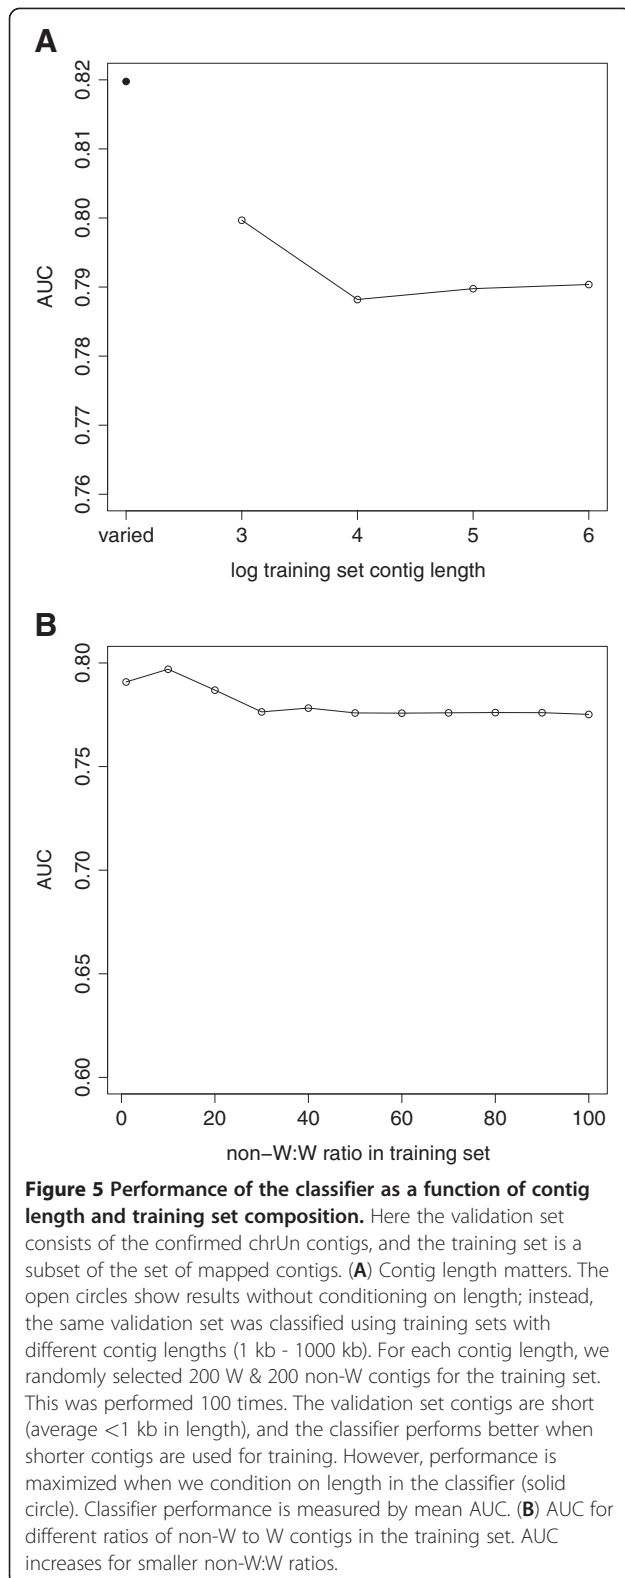 A
0.82
0.81
0.80
0.79
0.78
0.77
0.76
AUC
varied
3
4
5
6
log training set contig length
B
0.80
0.75
0.70
0.65
0.60
AUC
0
20
40
60
80
100
non−W:W ratio in training set
Figure 5 Performance of the classifier as a function of contig
length and training set composition. Here the validation set
consists of the confirmed chrUn contigs, and the training set is a
subset of the set of mapped contigs. (A) Contig length matters. The
open circles show results without conditioning on length; instead,
the same validation set was classified using training sets with
different contig lengths (1 kb - 1000 kb). For each contig length, we
randomly selected 200 W & 200 non-W contigs for the training set.
This was performed 100 times. The validation set contigs are short
(average <1 kb in length), and the classifier performs better when
shorter contigs are used for training. However, performance is
maximized when we condition on length in the classifier (solid
circle). Classifier performance is measured by mean AUC. (B) AUC for
different ratios of non-W to W contigs in the training set. AUC
increases for smaller non-W:W ratios.